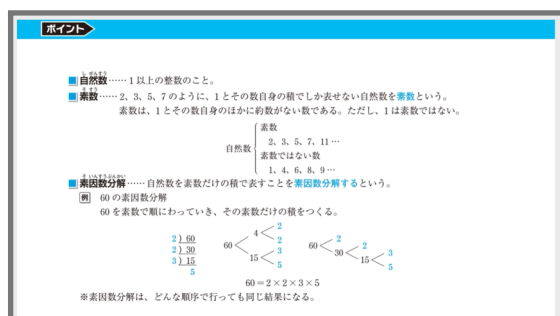 ポイント
しぜんすう
■自然数……1以上の整数のこと。
そすう
■素数……2、3、5、7のように、1とその数自身の積でしか表せない自然数を素数という。
素数は、1とその数自身のほかに約数がない数である。ただし、1は素数ではない。
素数
2、3、5、7、11…
自然数
素数ではない数
1、4、6、8、9…
そいんすうぶんかい
■素因数分解……自然数を素数だけの積で表すことを素因数分解するという。
例 60の素因数分解
60を素数で順にわっていき、その素数だけの積をつくる。
2) 60
2) 30
3) 15
5
60 4 2 2 15 3 5
60 2 30 2 15 3 5
60＝2×2×3×5
※素因数分解は、どんな順序で行っても同じ結果になる。